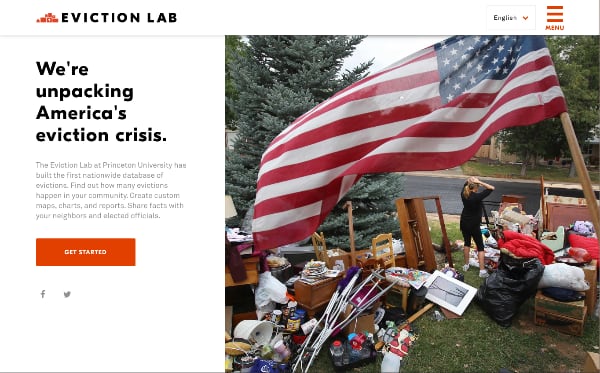 EVICTION LAB
English
MENU
We're
unpacking
America's
eviction crisis.
The Eviction Lab at Princeton University has
built the first nationwide database of
evictions. Find out how many evictions
happen in your community. Create custom
maps, charts, and reports. Share facts with
your neighbors and elected officials.
GET STARTED